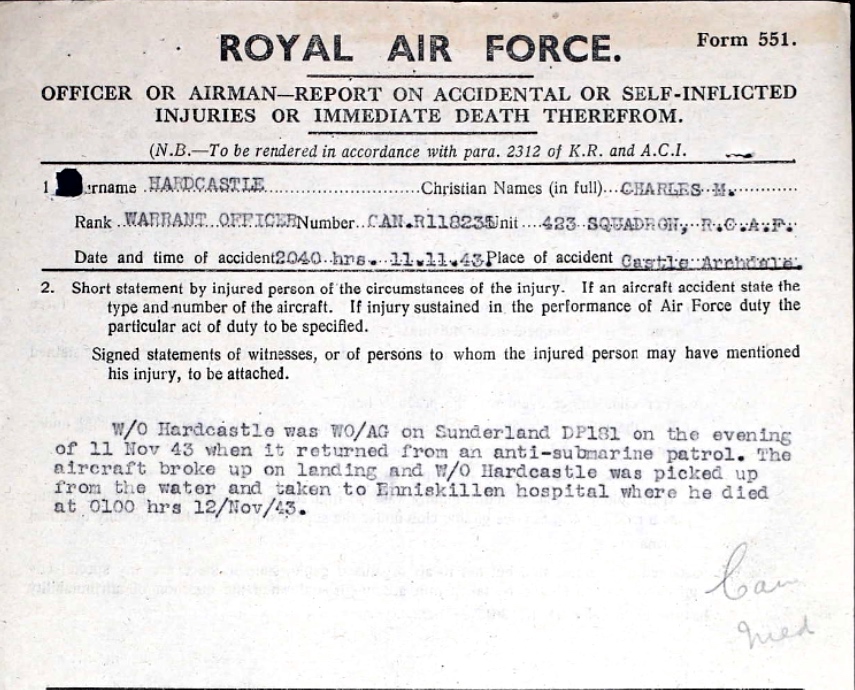 ROYAL AIR FORCE.
Form 551.
OFFICER OR AIRMAN—REPORT ON ACCIDENTAL OR SELF-INFLICTED
INJURIES OR IMMEDIATE DEATH THEREFROM.
(N.B.—To be rendered in accordance with para. 2312 of K.R. and A.C.I.
1 urname HARDCASTLE Christian Names (in full) CHARLES M.
Rank WARRANT OFFICER Number CAN.R118235 Unit 423 SQUADRON, R.C.A.F.
Date and time of accident 2040 hrs. 11.11.43. Place of accident Castle Archdale.
2. Short statement by injured person of the circumstances of the injury. If an aircraft accident state the
type and number of the aircraft. If injury sustained in the performance of Air Force duty the
particular act of duty to be specified.
Signed statements of witnesses, or of persons to whom the injured person may have mentioned
his injury, to be attached.
W/O Hardcastle was WO/AG on Sunderland DP181 on the evening
of 11 Nov 43 when it returned from an anti-submarine patrol. The
aircraft broke up on landing and W/O Hardcastle was picked up
from the water and taken to Enniskillen hospital where he died
at 0100 hrs 12/Nov/43.
Can
Med